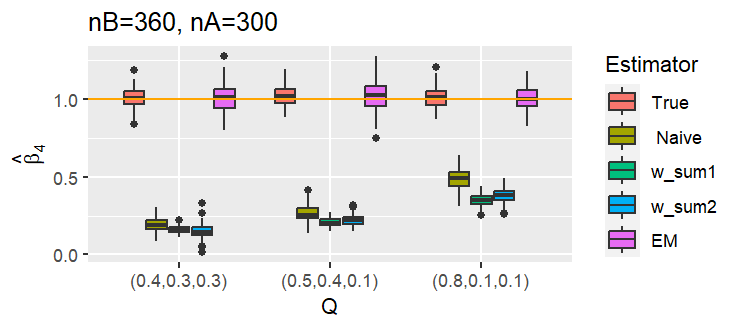 nB=360, nA=300
β̂₄
1.0
0.5
0.0
(0.4,0.3,0.3)
(0.5,0.4,0.1)
(0.8,0.1,0.1)
Q
Estimator
True
Naive
w_sum1
w_sum2
EM